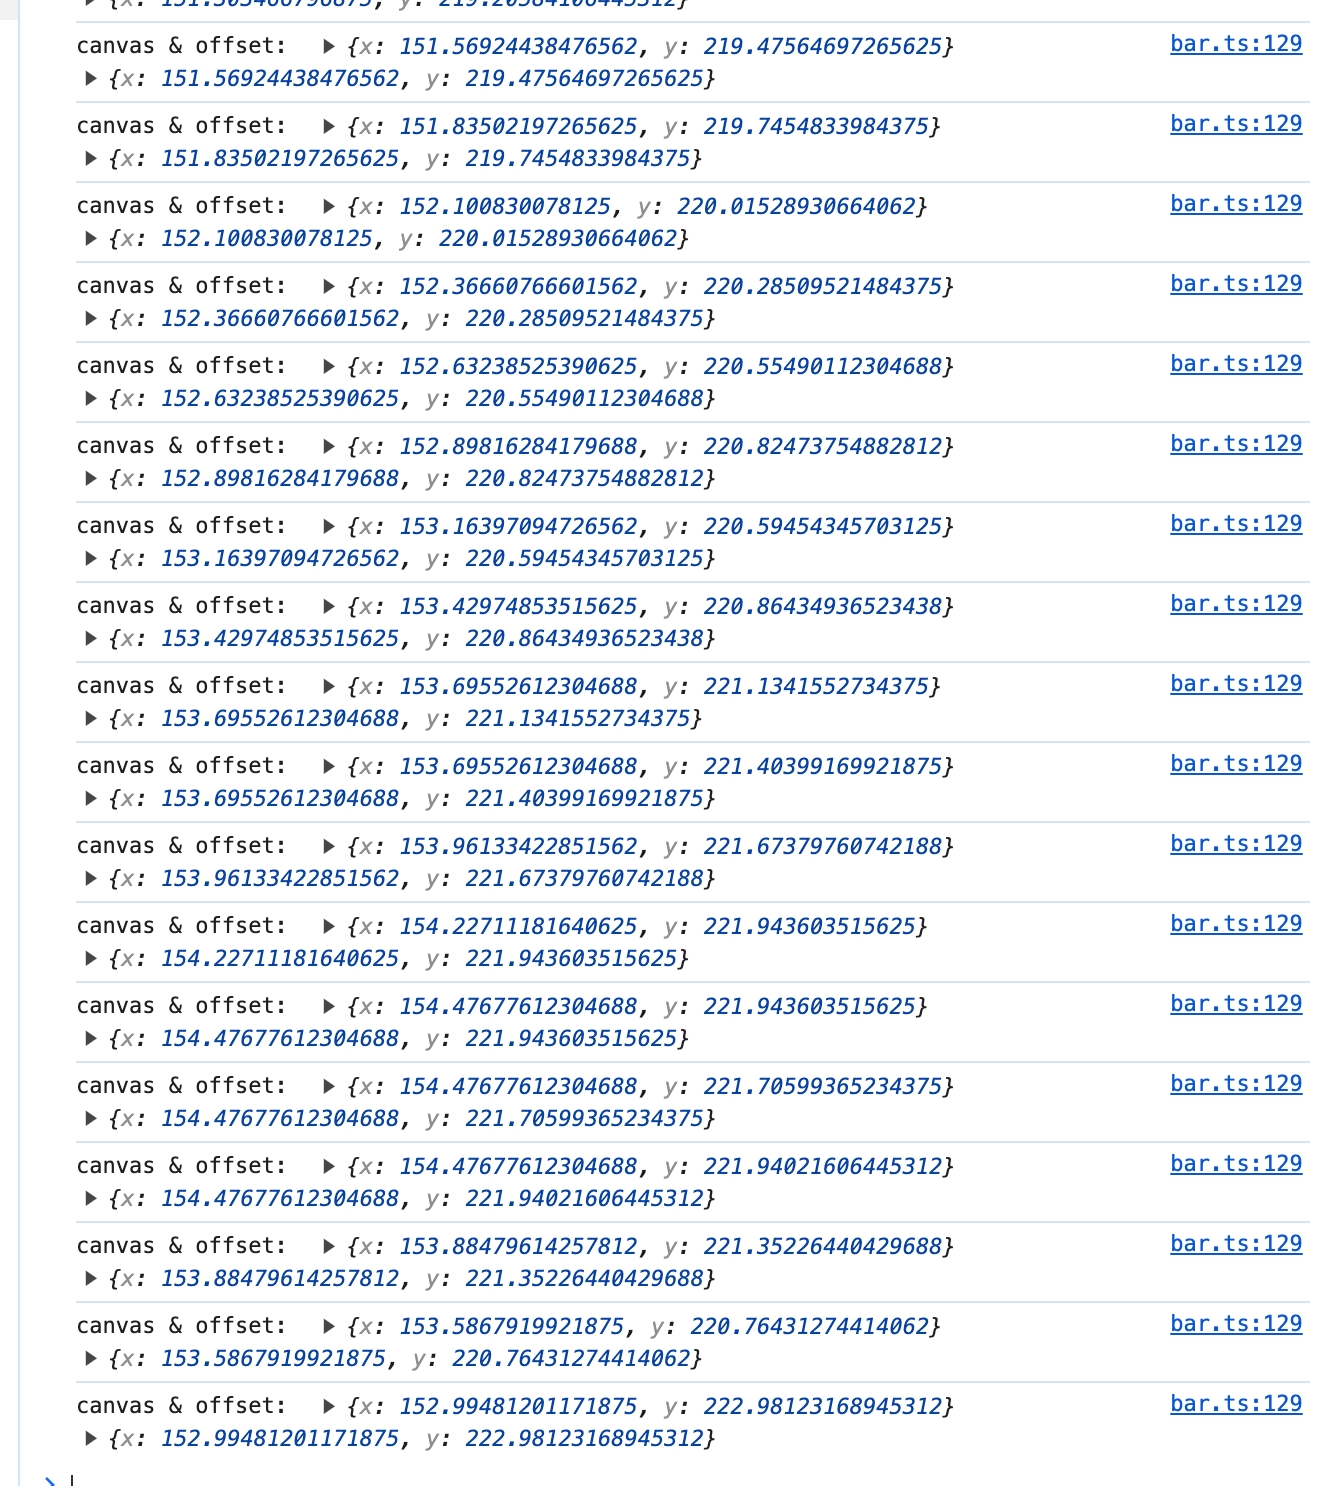 canvas & offset: ▶ {x: 151.56924438476562, y: 219.47564697265625} bar.ts:129
▶ {x: 151.56924438476562, y: 219.47564697265625}
canvas & offset: ▶ {x: 151.83502197265625, y: 219.7454833984375} bar.ts:129
▶ {x: 151.83502197265625, y: 219.7454833984375}
canvas & offset: ▶ {x: 152.100830078125, y: 220.01528930664062} bar.ts:129
▶ {x: 152.100830078125, y: 220.01528930664062}
canvas & offset: ▶ {x: 152.36660766601562, y: 220.28509521484375} bar.ts:129
▶ {x: 152.36660766601562, y: 220.28509521484375}
canvas & offset: ▶ {x: 152.63238525390625, y: 220.55490112304688} bar.ts:129
▶ {x: 152.63238525390625, y: 220.55490112304688}
canvas & offset: ▶ {x: 152.89816284179688, y: 220.82473754882812} bar.ts:129
▶ {x: 152.89816284179688, y: 220.82473754882812}
canvas & offset: ▶ {x: 153.16397094726562, y: 220.59454345703125} bar.ts:129
▶ {x: 153.16397094726562, y: 220.59454345703125}
canvas & offset: ▶ {x: 153.42974853515625, y: 220.86434936523438} bar.ts:129
▶ {x: 153.42974853515625, y: 220.86434936523438}
canvas & offset: ▶ {x: 153.69552612304688, y: 221.1341552734375} bar.ts:129
▶ {x: 153.69552612304688, y: 221.1341552734375}
canvas & offset: ▶ {x: 153.69552612304688, y: 221.40399169921875} bar.ts:129
▶ {x: 153.69552612304688, y: 221.40399169921875}
canvas & offset: ▶ {x: 153.96133422851562, y: 221.67379760742188} bar.ts:129
▶ {x: 153.96133422851562, y: 221.67379760742188}
canvas & offset: ▶ {x: 154.22711181640625, y: 221.943603515625} bar.ts:129
▶ {x: 154.22711181640625, y: 221.943603515625}
canvas & offset: ▶ {x: 154.47677612304688, y: 221.943603515625} bar.ts:129
▶ {x: 154.47677612304688, y: 221.943603515625}
canvas & offset: ▶ {x: 154.47677612304688, y: 221.70599365234375} bar.ts:129
▶ {x: 154.47677612304688, y: 221.70599365234375}
canvas & offset: ▶ {x: 154.47677612304688, y: 221.94021606445312} bar.ts:129
▶ {x: 154.47677612304688, y: 221.94021606445312}
canvas & offset: ▶ {x: 153.88479614257812, y: 221.35226440429688} bar.ts:129
▶ {x: 153.88479614257812, y: 221.35226440429688}
canvas & offset: ▶ {x: 153.5867919921875, y: 220.76431274414062} bar.ts:129
▶ {x: 153.5867919921875, y: 220.76431274414062}
canvas & offset: ▶ {x: 152.99481201171875, y: 222.98123168945312} bar.ts:129
▶ {x: 152.99481201171875, y: 222.98123168945312}